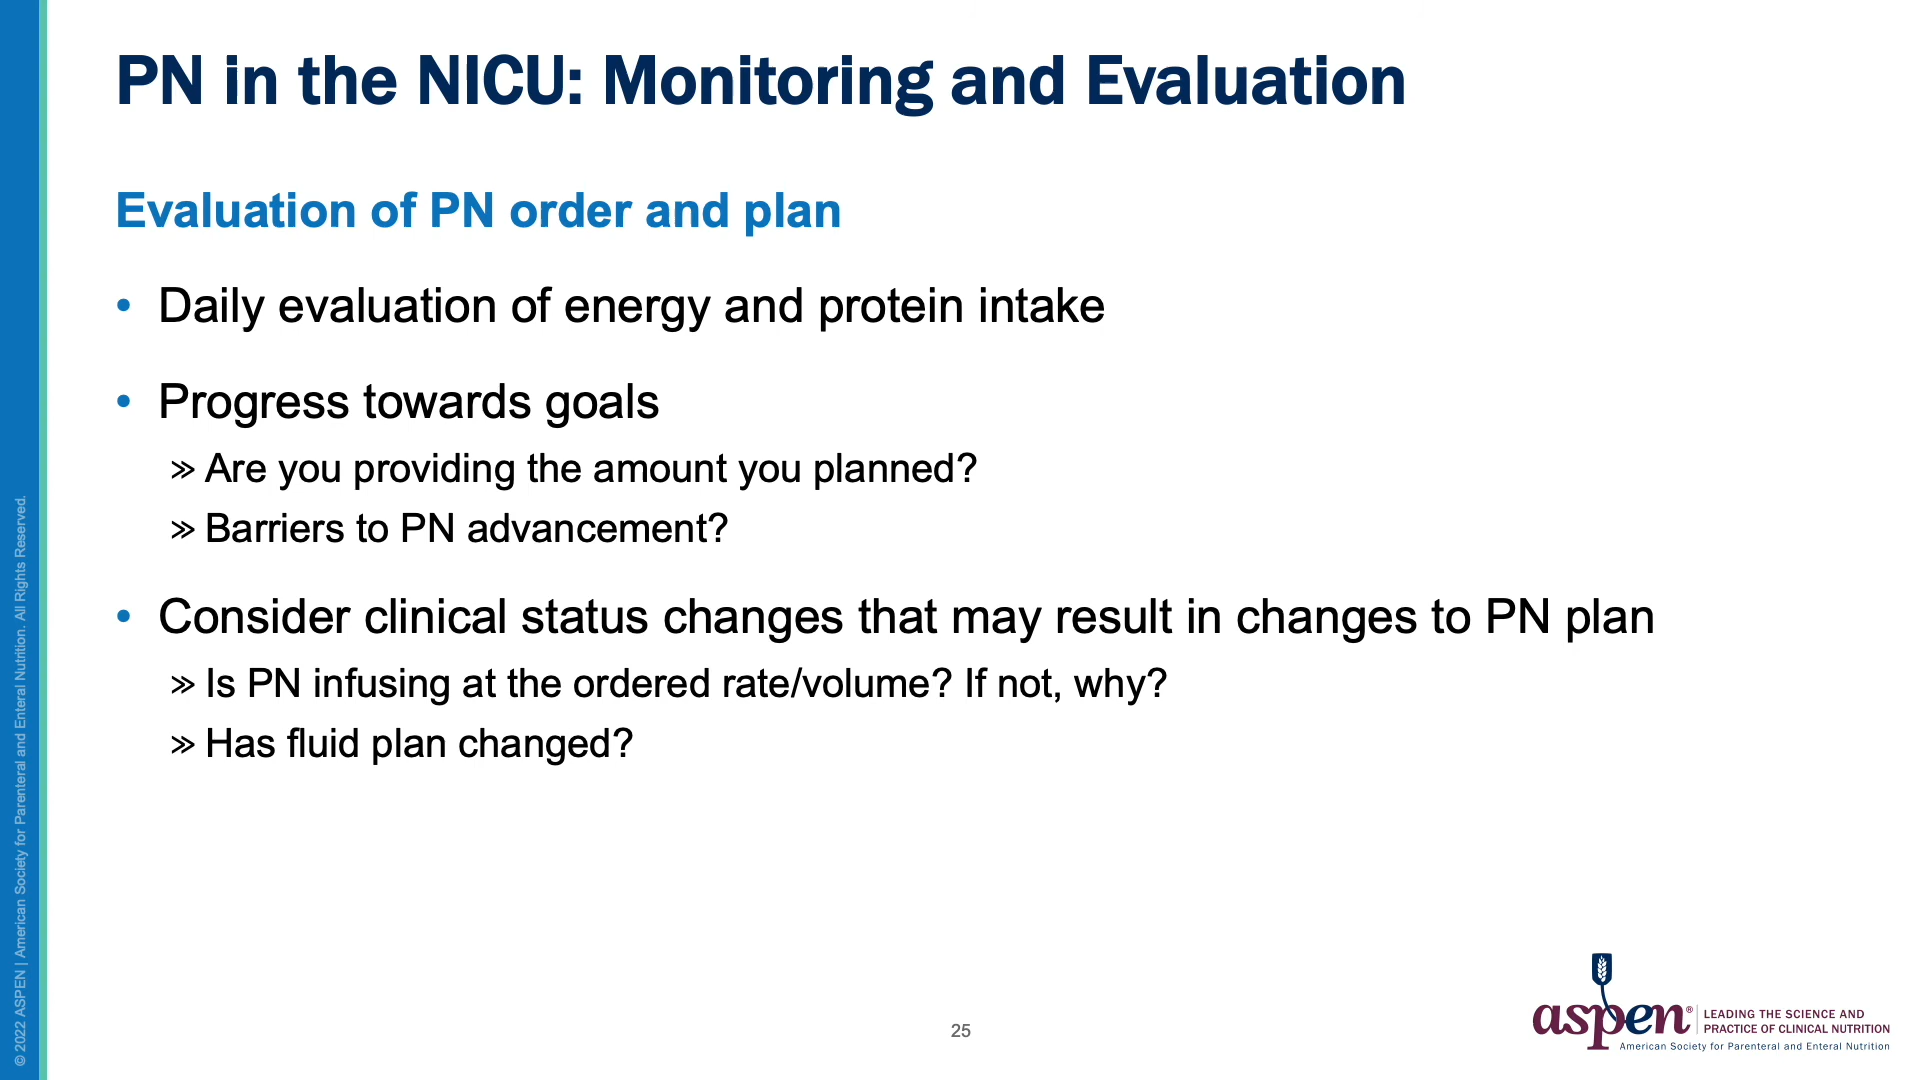 PN in the NICU: Monitoring and Evaluation
Evaluation of PN order and plan
• Daily evaluation of energy and protein intake
• Progress towards goals
» Are you providing the amount you planned?
» Barriers to PN advancement?
• Consider clinical status changes that may result in changes to PN plan
» Is PN infusing at the ordered rate/volume? If not, why?
» Has fluid plan changed?
© 2022 ASPEN | American Society for Parenteral and Enteral Nutrition. All Rights Reserved.
25
aspen®
LEADING THE SCIENCE AND
PRACTICE OF CLINICAL NUTRITION
American Society for Parenteral and Enteral Nutrition